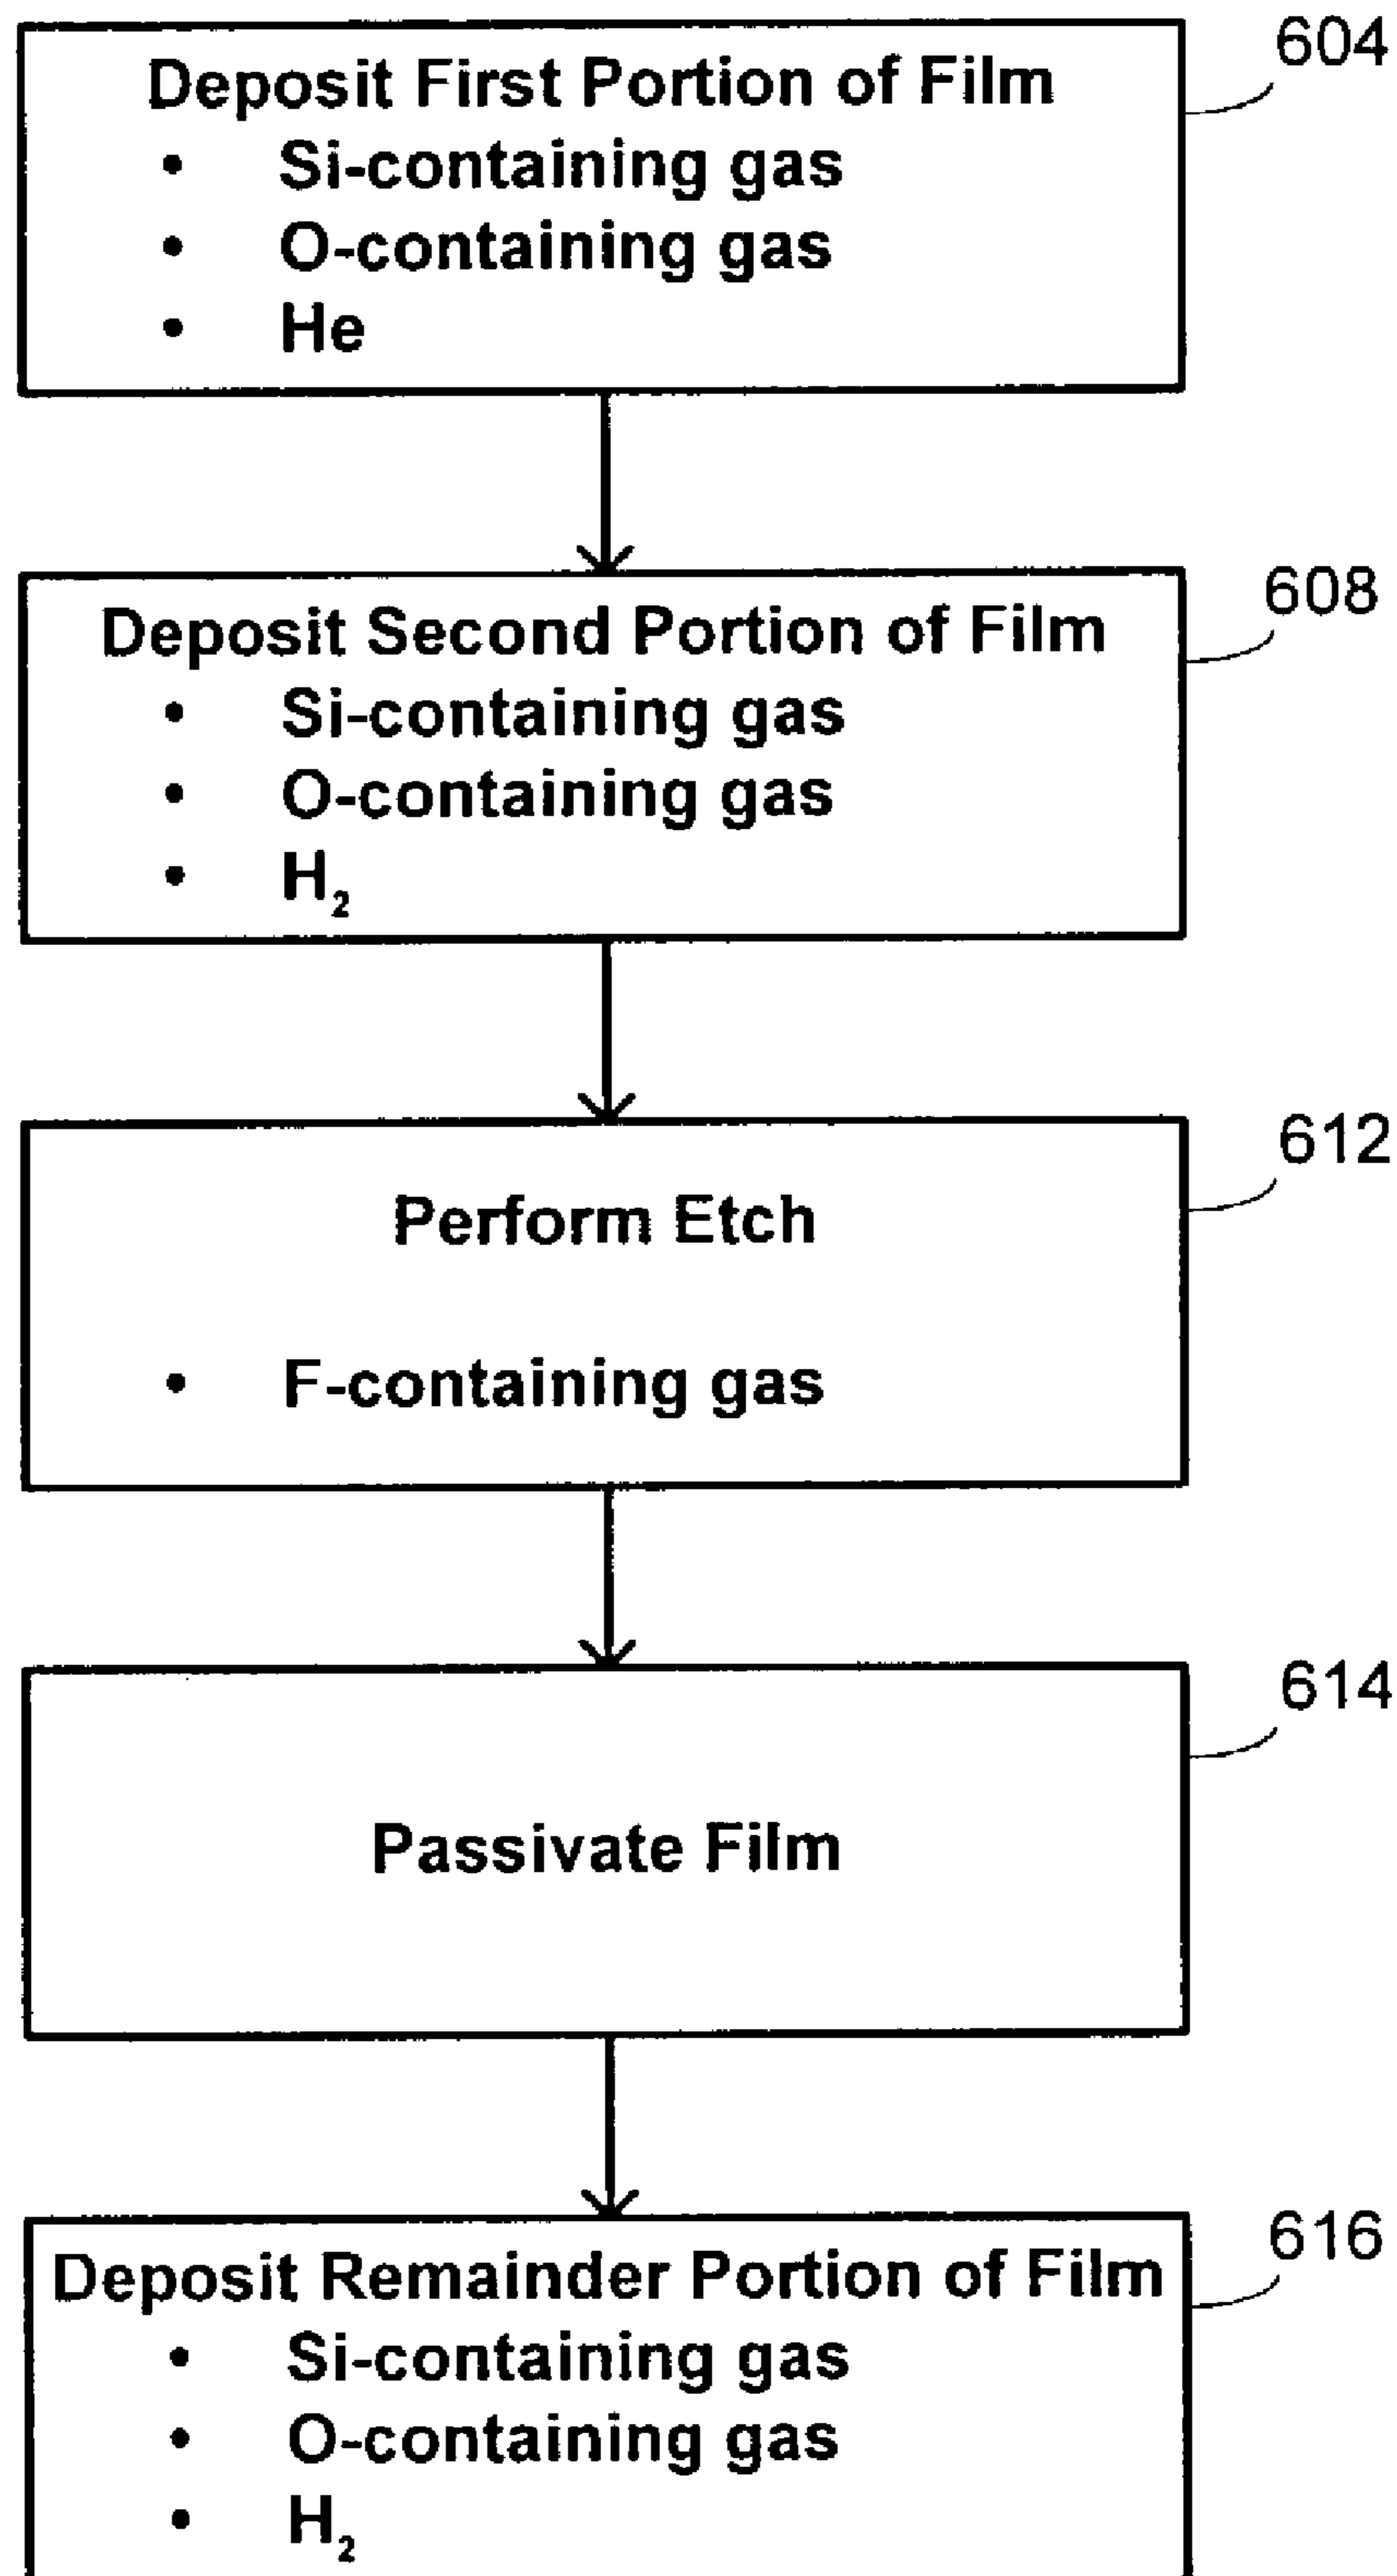 604
Deposit First Portion of Film
• Si-containing gas
• O-containing gas
• He
608
Deposit Second Portion of Film
• Si-containing gas
• O-containing gas
• H₂
612
Perform Etch
• F-containing gas
614
Passivate Film
616
Deposit Remainder Portion of Film
• Si-containing gas
• O-containing gas
• H₂